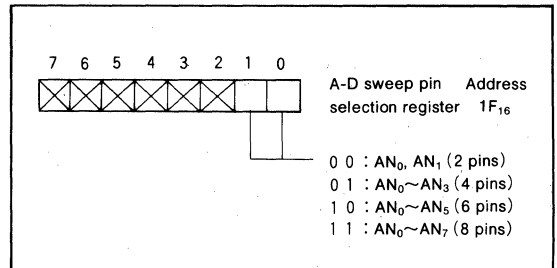 7 6 5 4 3 2 1 0
A-D sweep pin Address
selection register 1F₁₆
0 0 : AN₀, AN₁ (2 pins)
0 1 : AN₀～AN₃ (4 pins)
1 0 : AN₀～AN₅ (6 pins)
1 1 : AN₀～AN₇ (8 pins)